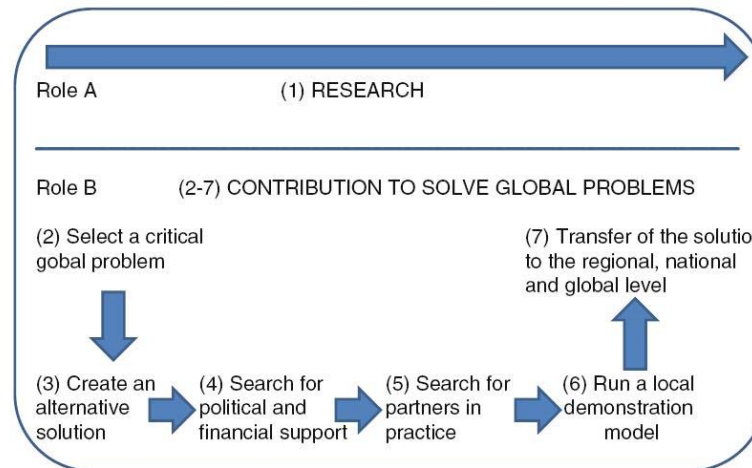 Role A
(1) RESEARCH
Role B
(2-7) CONTRIBUTION TO SOLVE GLOBAL PROBLEMS
(2) Select a critical
gobal problem
(7) Transfer of the solutio
to the regional, national
and global level
(3) Create an
alternative
solution
(4) Search for
political and
financial support
(5) Search for
partners in
practice
(6) Run a local
demonstration
model